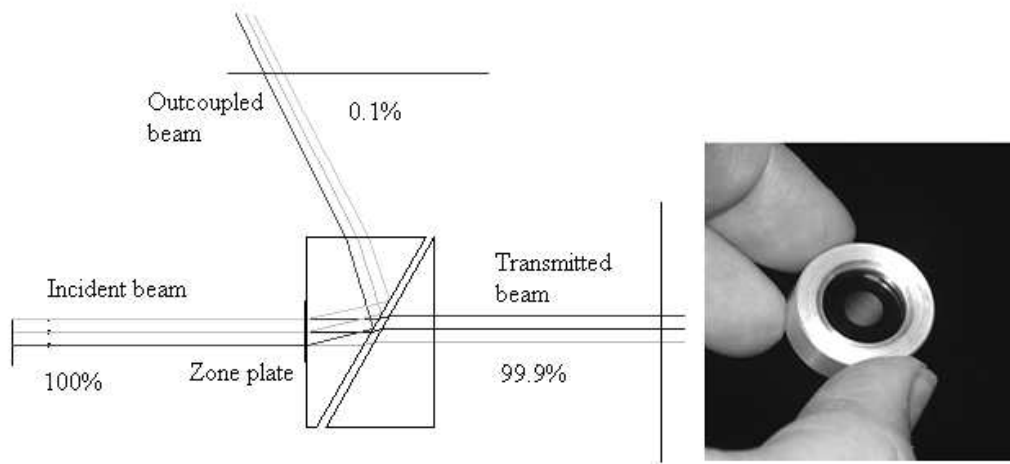 Outcoupled
beam
0.1%
Incident beam
Transmitted
beam
Zone plate
100%
99.9%